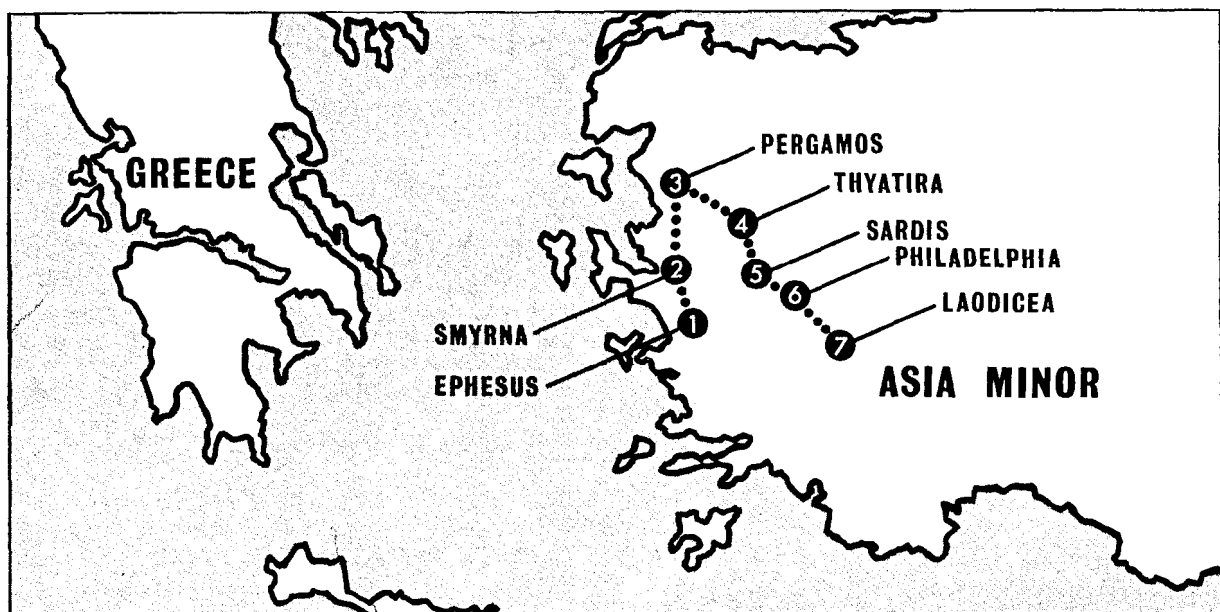 PERGAMOS
GREECE
3
THYATIRA
4
SARDIS
PHILADELPHIA
2
5
6
LAODICEA
SMYRNA
1
7
EPHESUS
ASIA MINOR